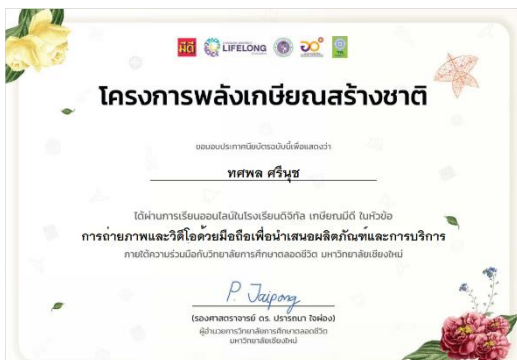 มีดี LIFELONG ๖๐
โครงการพลังเกษียณสร้างชาติ
ขอมอบประกาศนียบัตรฉบับนี้เพื่อแสดงว่า
ทศพล ศรีนุช
ได้ผ่านการเรียนออนไลน์ในโรงเรียนดิจิทัล เกษียณมีดี ในหัวข้อ
การถ่ายภาพและวิดีโอด้วยมือถือเพื่อนำเสนอผลิตภัณฑ์และการบริการ
ภายใต้ความร่วมมือกับวิทยาลัยการศึกษาตลอดชีวิต มหาวิทยาลัยเชียงใหม่
P. Jaipong
(รองศาสตราจารย์ ดร. ปรารถนา ใจผ่อง)
ผู้อำนวยการวิทยาลัยการศึกษาตลอดชีวิต
มหาวิทยาลัยเชียงใหม่